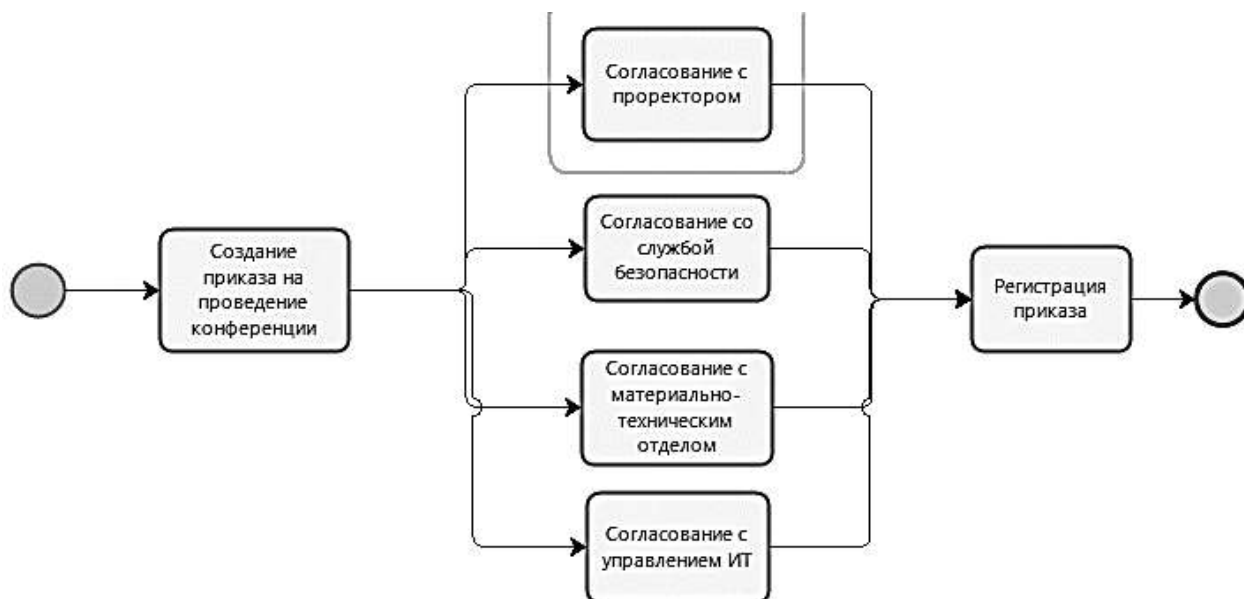 Согласование с
проректором
Согласование со
службой
безопасности
Создание
приказа на
проведение
конференции
Регистрация
приказа
Согласование с
материально-
техническим
отделом
Согласование с
управлением ИТ